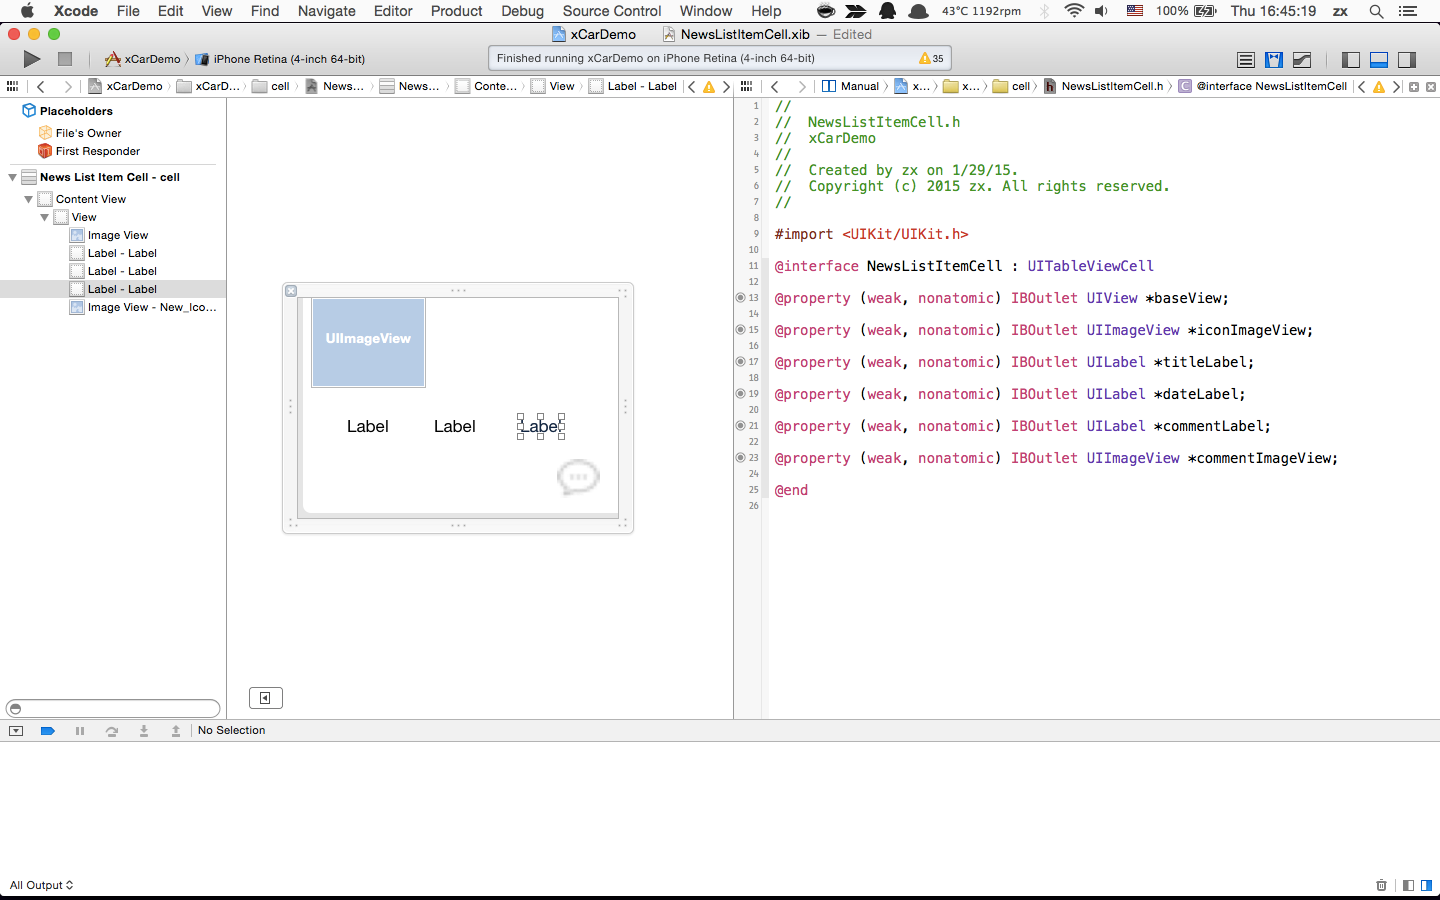 Xcode File Edit View Find Navigate Editor Product Debug Source Control Window Help 43°C 1192rpm 100% Thu 16:45:19 zx
xCarDemo NewsListItemCell.xib — Edited
xCarDemo iPhone Retina (4-inch 64-bit) Finished running xCarDemo on iPhone Retina (4-inch 64-bit) 35
xCarDemo xCarD... cell News... News... Conte... View Label - Label Manual x... x... cell NewsListItemCell.h @interface NewsListItemCell
Placeholders
File's Owner
First Responder
News List Item Cell - cell
Content View
View
Image View
Label - Label
Label - Label
Label - Label
Image View - New_Ico...
UIImageView
Label Label Label
1 //
2 // NewsListItemCell.h
3 // xCarDemo
4 //
5 // Created by zx on 1/29/15.
6 // Copyright (c) 2015 zx. All rights reserved.
7 //
8
9 #import <UIKit/UIKit.h>
10
11 @interface NewsListItemCell : UITableViewCell
12
13 @property (weak, nonatomic) IBOutlet UIView *baseView;
14
15 @property (weak, nonatomic) IBOutlet UIImageView *iconImageView;
16
17 @property (weak, nonatomic) IBOutlet UILabel *titleLabel;
18
19 @property (weak, nonatomic) IBOutlet UILabel *dateLabel;
20
21 @property (weak, nonatomic) IBOutlet UILabel *commentLabel;
22
23 @property (weak, nonatomic) IBOutlet UIImageView *commentImageView;
24
25 @end
26
No Selection
All Output